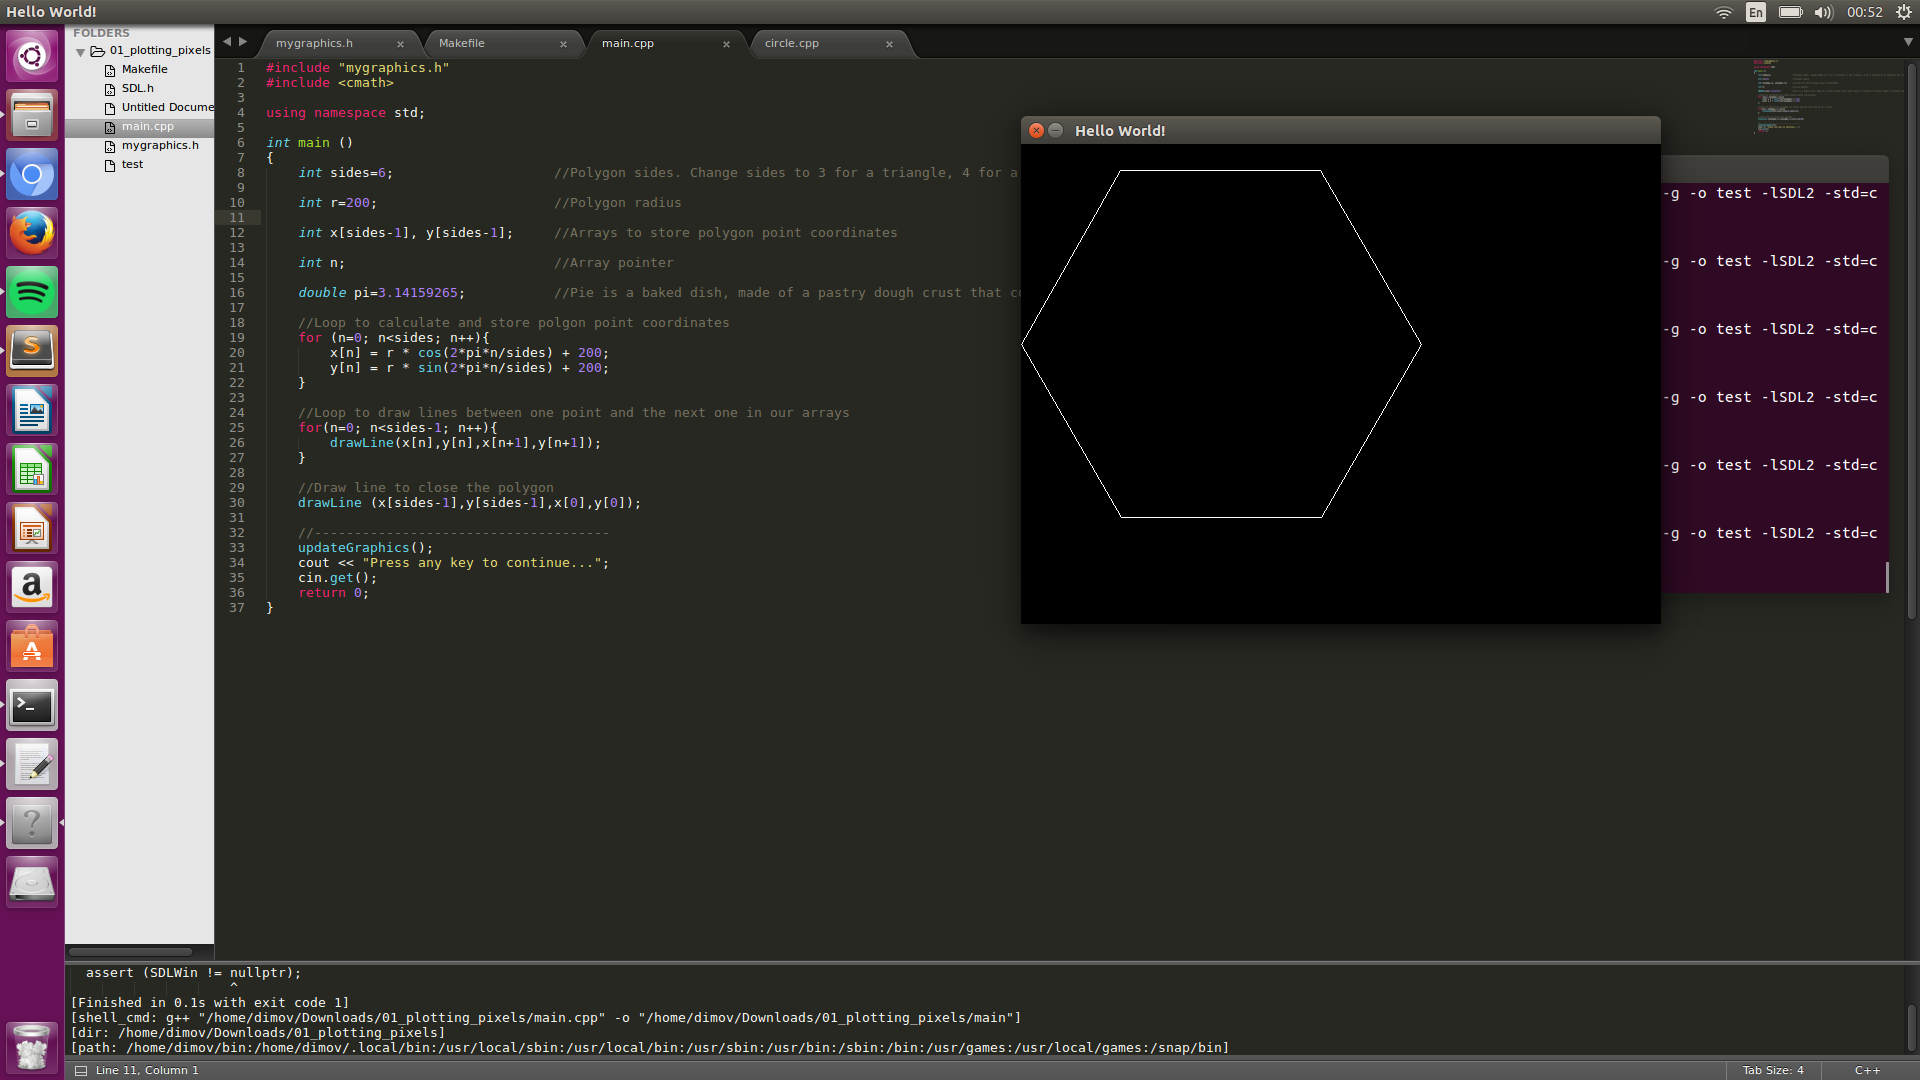 Hello World!
En
00:52
FOLDERS
01_plotting_pixels
Makefile
SDL.h
Untitled Docume
main.cpp
mygraphics.h
test
mygraphics.h
Makefile
main.cpp
circle.cpp
1 #include "mygraphics.h"
2 #include <cmath>
3
4 using namespace std;
5
6 int main ()
7 {
8 int sides=6; //Polygon sides. Change sides to 3 for a triangle, 4 for a
9
10 int r=200; //Polygon radius
11
12 int x[sides-1], y[sides-1]; //Arrays to store polygon point coordinates
13
14 int n; //Array pointer
15
16 double pi=3.14159265; //Pie is a baked dish, made of a pastry dough crust that co
17
18 //Loop to calculate and store polgon point coordinates
19 for (n=0; n<sides; n++){
20 x[n] = r * cos(2*pi*n/sides) + 200;
21 y[n] = r * sin(2*pi*n/sides) + 200;
22 }
23
24 //Loop to draw lines between one point and the next one in our arrays
25 for(n=0; n<sides-1; n++){
26 drawLine(x[n],y[n],x[n+1],y[n+1]);
27 }
28
29 //Draw line to close the polygon
30 drawLine (x[sides-1],y[sides-1],x[0],y[0]);
31
32 //-------------------------------------
33 updateGraphics();
34 cout << "Press any key to continue...";
35 cin.get();
36 return 0;
37 }
Hello World!
-g -o test -lSDL2 -std=c
-g -o test -lSDL2 -std=c
-g -o test -lSDL2 -std=c
-g -o test -lSDL2 -std=c
-g -o test -lSDL2 -std=c
-g -o test -lSDL2 -std=c
assert (SDLWin != nullptr);
^
[Finished in 0.1s with exit code 1]
[shell_cmd: g++ "/home/dimov/Downloads/01_plotting_pixels/main.cpp" -o "/home/dimov/Downloads/01_plotting_pixels/main"]
[dir: /home/dimov/Downloads/01_plotting_pixels]
[path: /home/dimov/bin:/home/dimov/.local/bin:/usr/local/sbin:/usr/local/bin:/usr/sbin:/usr/bin:/sbin:/bin:/usr/games:/usr/local/games:/snap/bin]
Line 11, Column 1
Tab Size: 4
C++